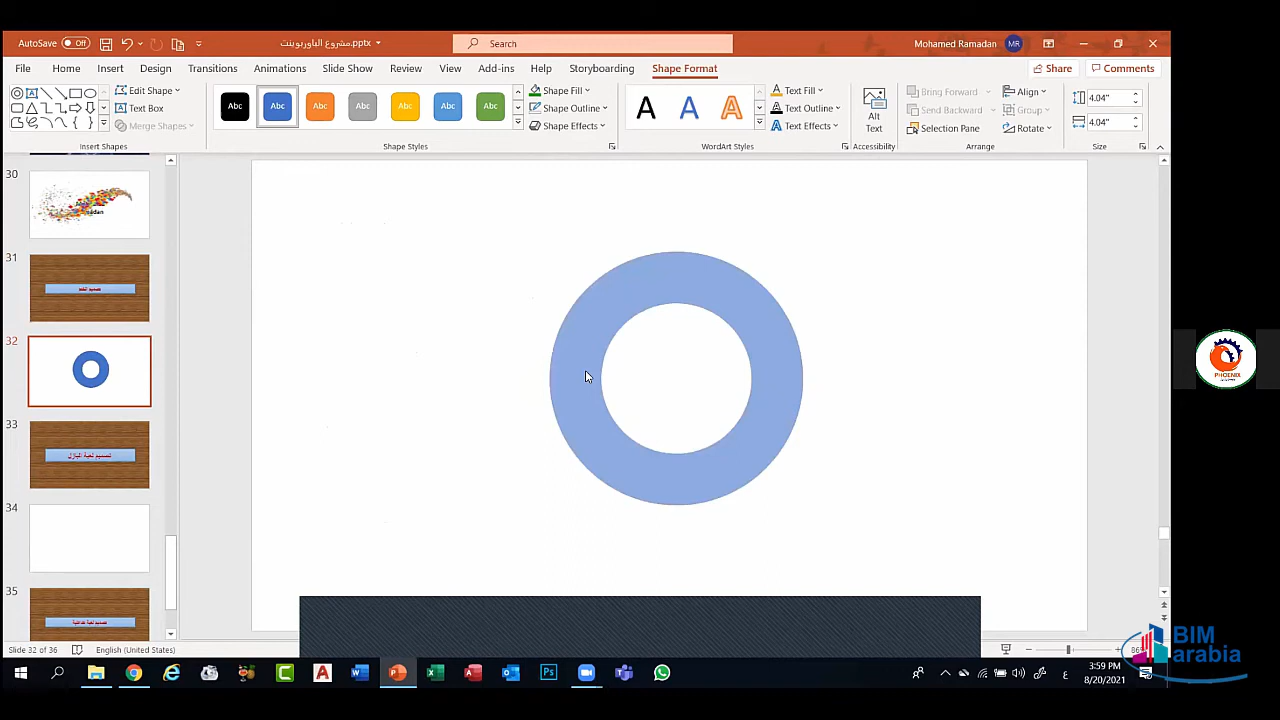 AutoSave Off مشروع الباوربوينت.pptx Search Mohamed Ramadan MR
File Home Insert Design Transitions Animations Slide Show Review View Add-ins Help Storyboarding Shape Format Share Comments
Edit Shape
Text Box
Merge Shapes
Insert Shapes
Abc Abc Abc Abc Abc Abc Abc
Shape Fill
Shape Outline
Shape Effects
Shape Styles
A A A
Text Fill
Text Outline
Text Effects
WordArt Styles
Alt
Text
Accessibility
Bring Forward
Send Backward
Selection Pane
Align
Group
Rotate
Arrange
4.04"
4.04"
Size
30
31
32
33
34
35
PHOENIX
Slide 32 of 36 English (United States)
BIM
arabia
3:59 PM
8/20/2021